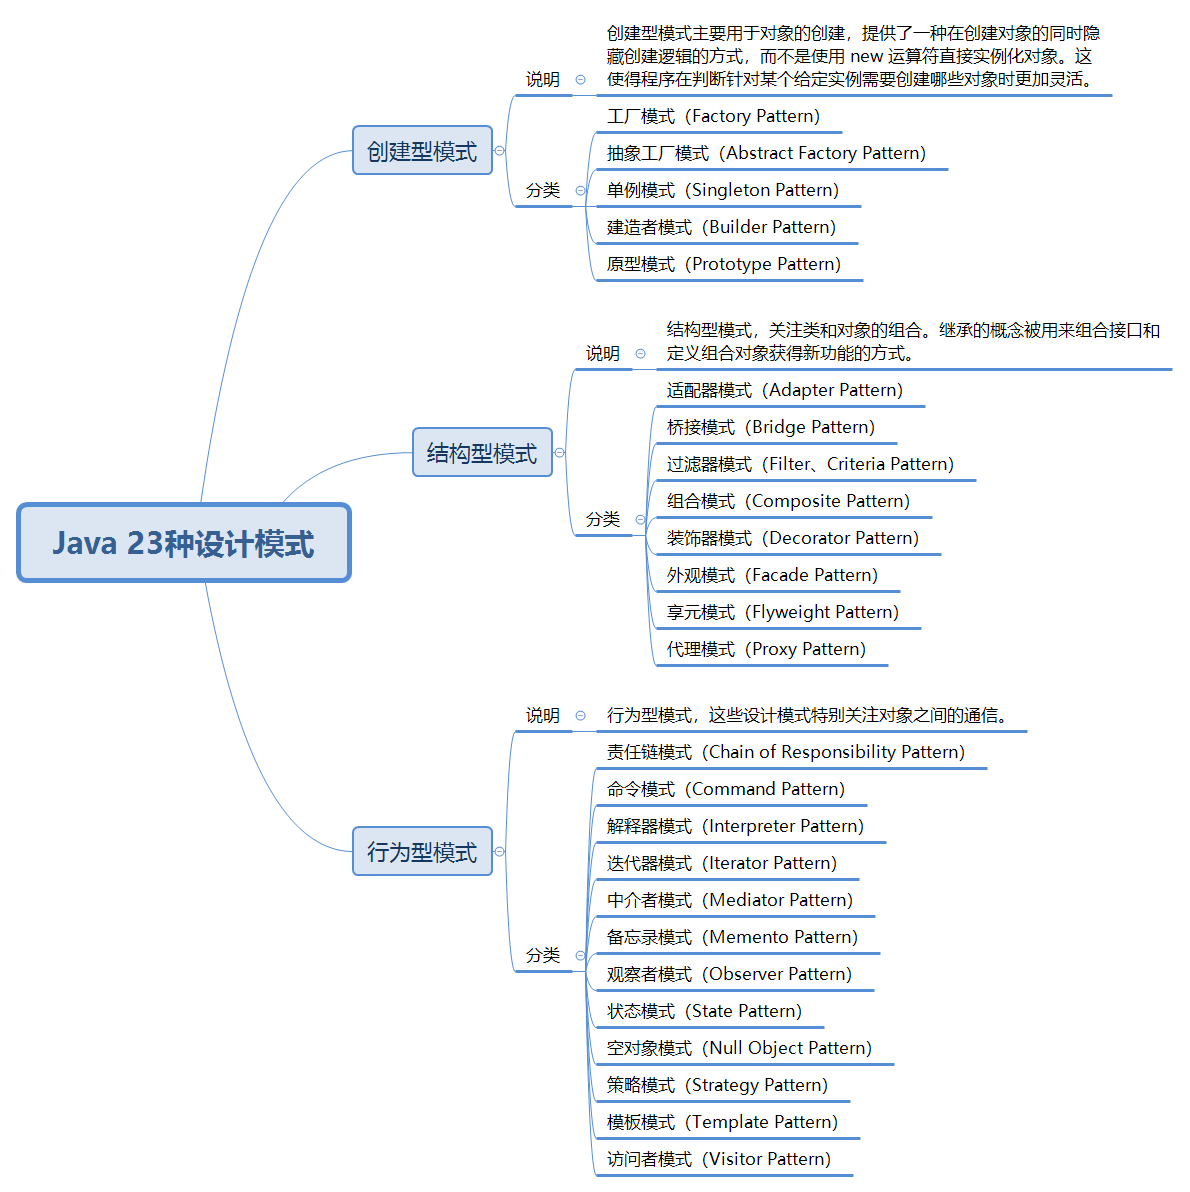 Java 23种设计模式
创建型模式
说明
创建型模式主要用于对象的创建，提供了一种在创建对象的同时隐
藏创建逻辑的方式，而不是使用 new 运算符直接实例化对象。这
使得程序在判断针对某个给定实例需要创建哪些对象时更加灵活。
分类
工厂模式（Factory Pattern）
抽象工厂模式（Abstract Factory Pattern）
单例模式（Singleton Pattern）
建造者模式（Builder Pattern）
原型模式（Prototype Pattern）
结构型模式
说明
结构型模式，关注类和对象的组合。继承的概念被用来组合接口和
定义组合对象获得新功能的方式。
分类
适配器模式（Adapter Pattern）
桥接模式（Bridge Pattern）
过滤器模式（Filter、Criteria Pattern）
组合模式（Composite Pattern）
装饰器模式（Decorator Pattern）
外观模式（Facade Pattern）
享元模式（Flyweight Pattern）
代理模式（Proxy Pattern）
行为型模式
说明
行为型模式，这些设计模式特别关注对象之间的通信。
分类
责任链模式（Chain of Responsibility Pattern）
命令模式（Command Pattern）
解释器模式（Interpreter Pattern）
迭代器模式（Iterator Pattern）
中介者模式（Mediator Pattern）
备忘录模式（Memento Pattern）
观察者模式（Observer Pattern）
状态模式（State Pattern）
空对象模式（Null Object Pattern）
策略模式（Strategy Pattern）
模板模式（Template Pattern）
访问者模式（Visitor Pattern）